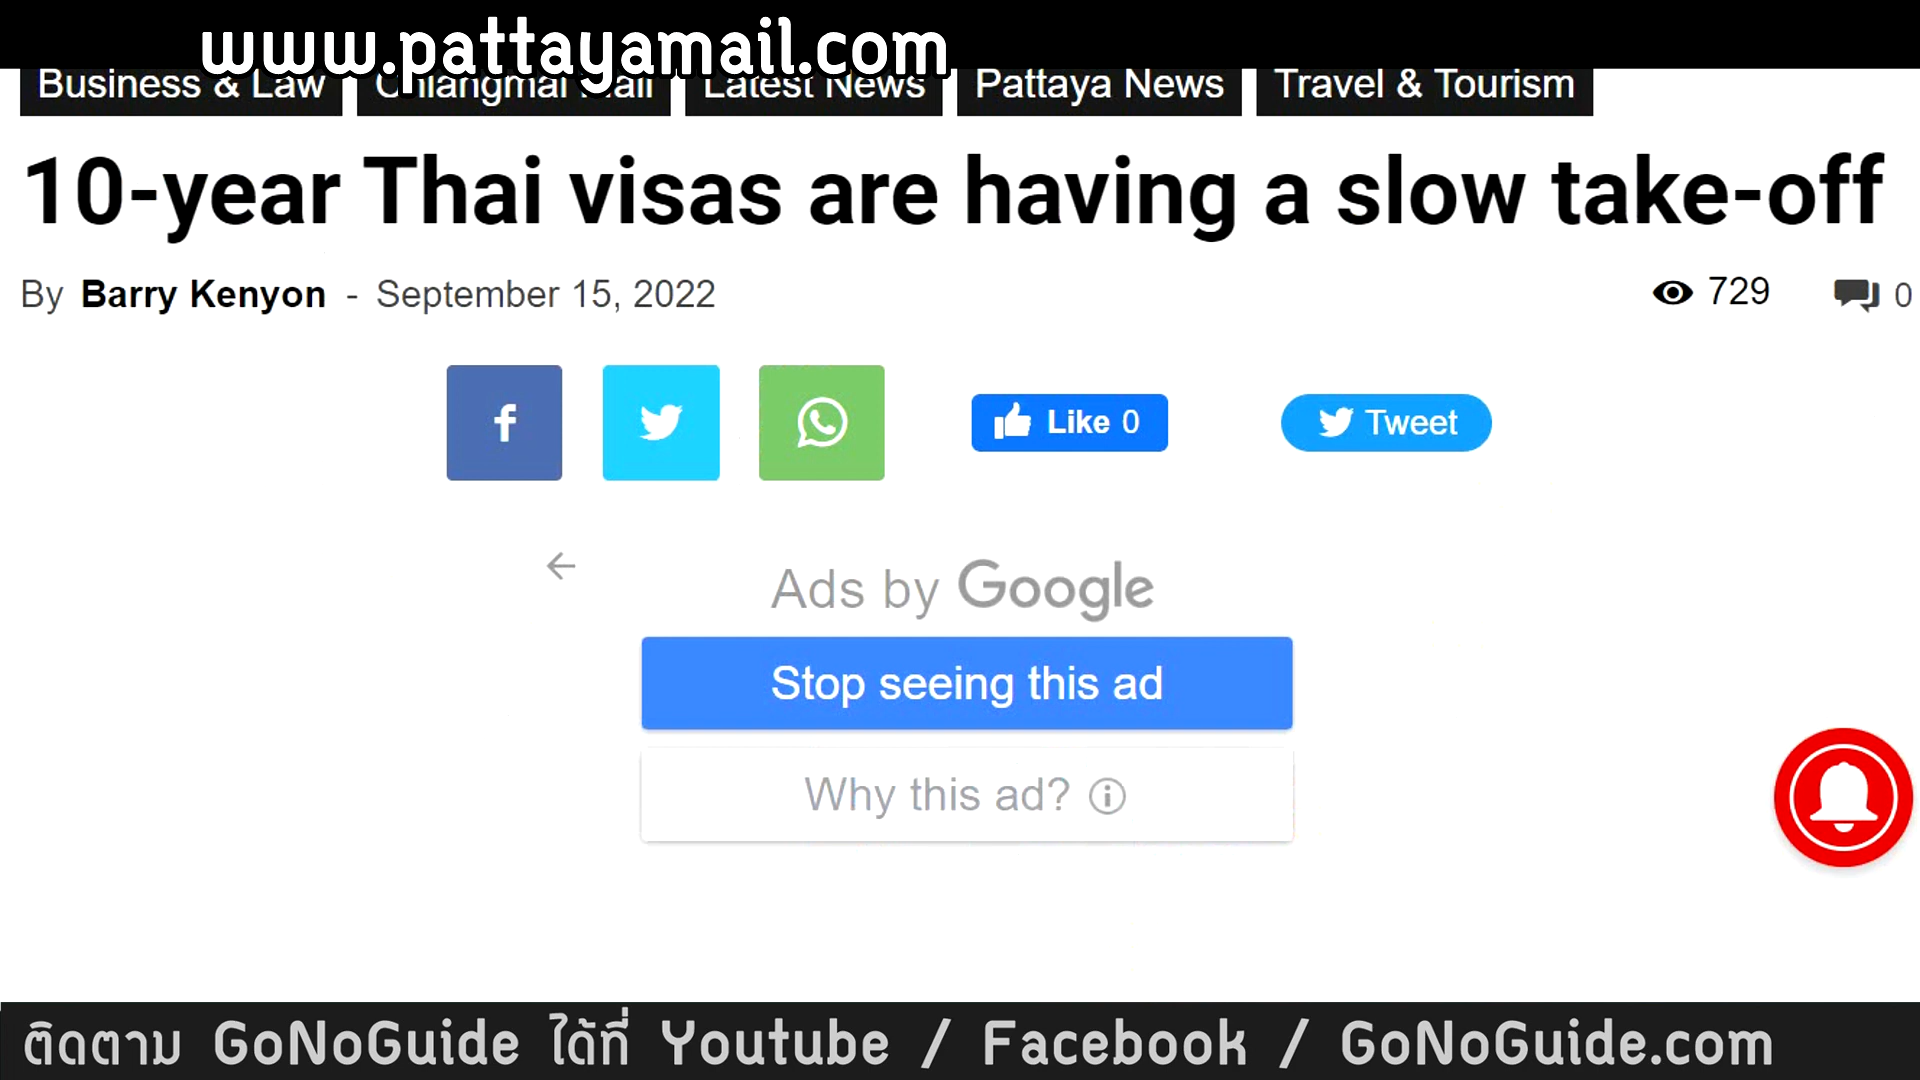 www.pattayamail.com
Business & Law Chiangmai Mail Latest News Pattaya News Travel & Tourism
10-year Thai visas are having a slow take-off
By Barry Kenyon - September 15, 2022 729 0
f Like 0 Tweet
Ads by Google
Stop seeing this ad
Why this ad?
ติดตาม GoNoGuide ได้ที่ Youtube / Facebook / GoNoGuide.com